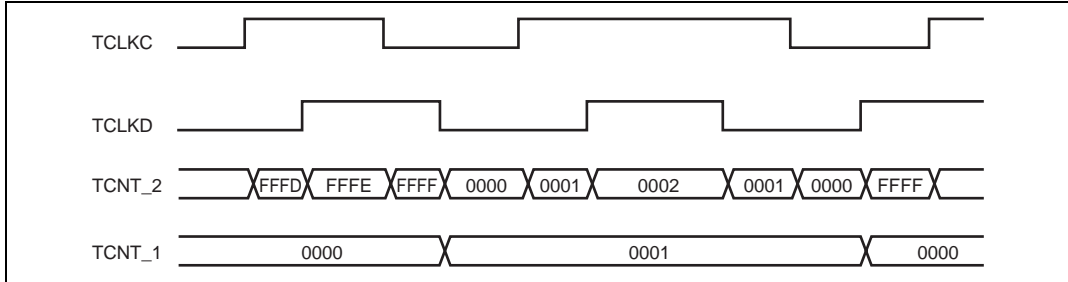 TCLKC
TCLKD
TCNT_2 FFFD FFFE FFFF 0000 0001 0002 0001 0000 FFFF
TCNT_1 0000 0001 0000